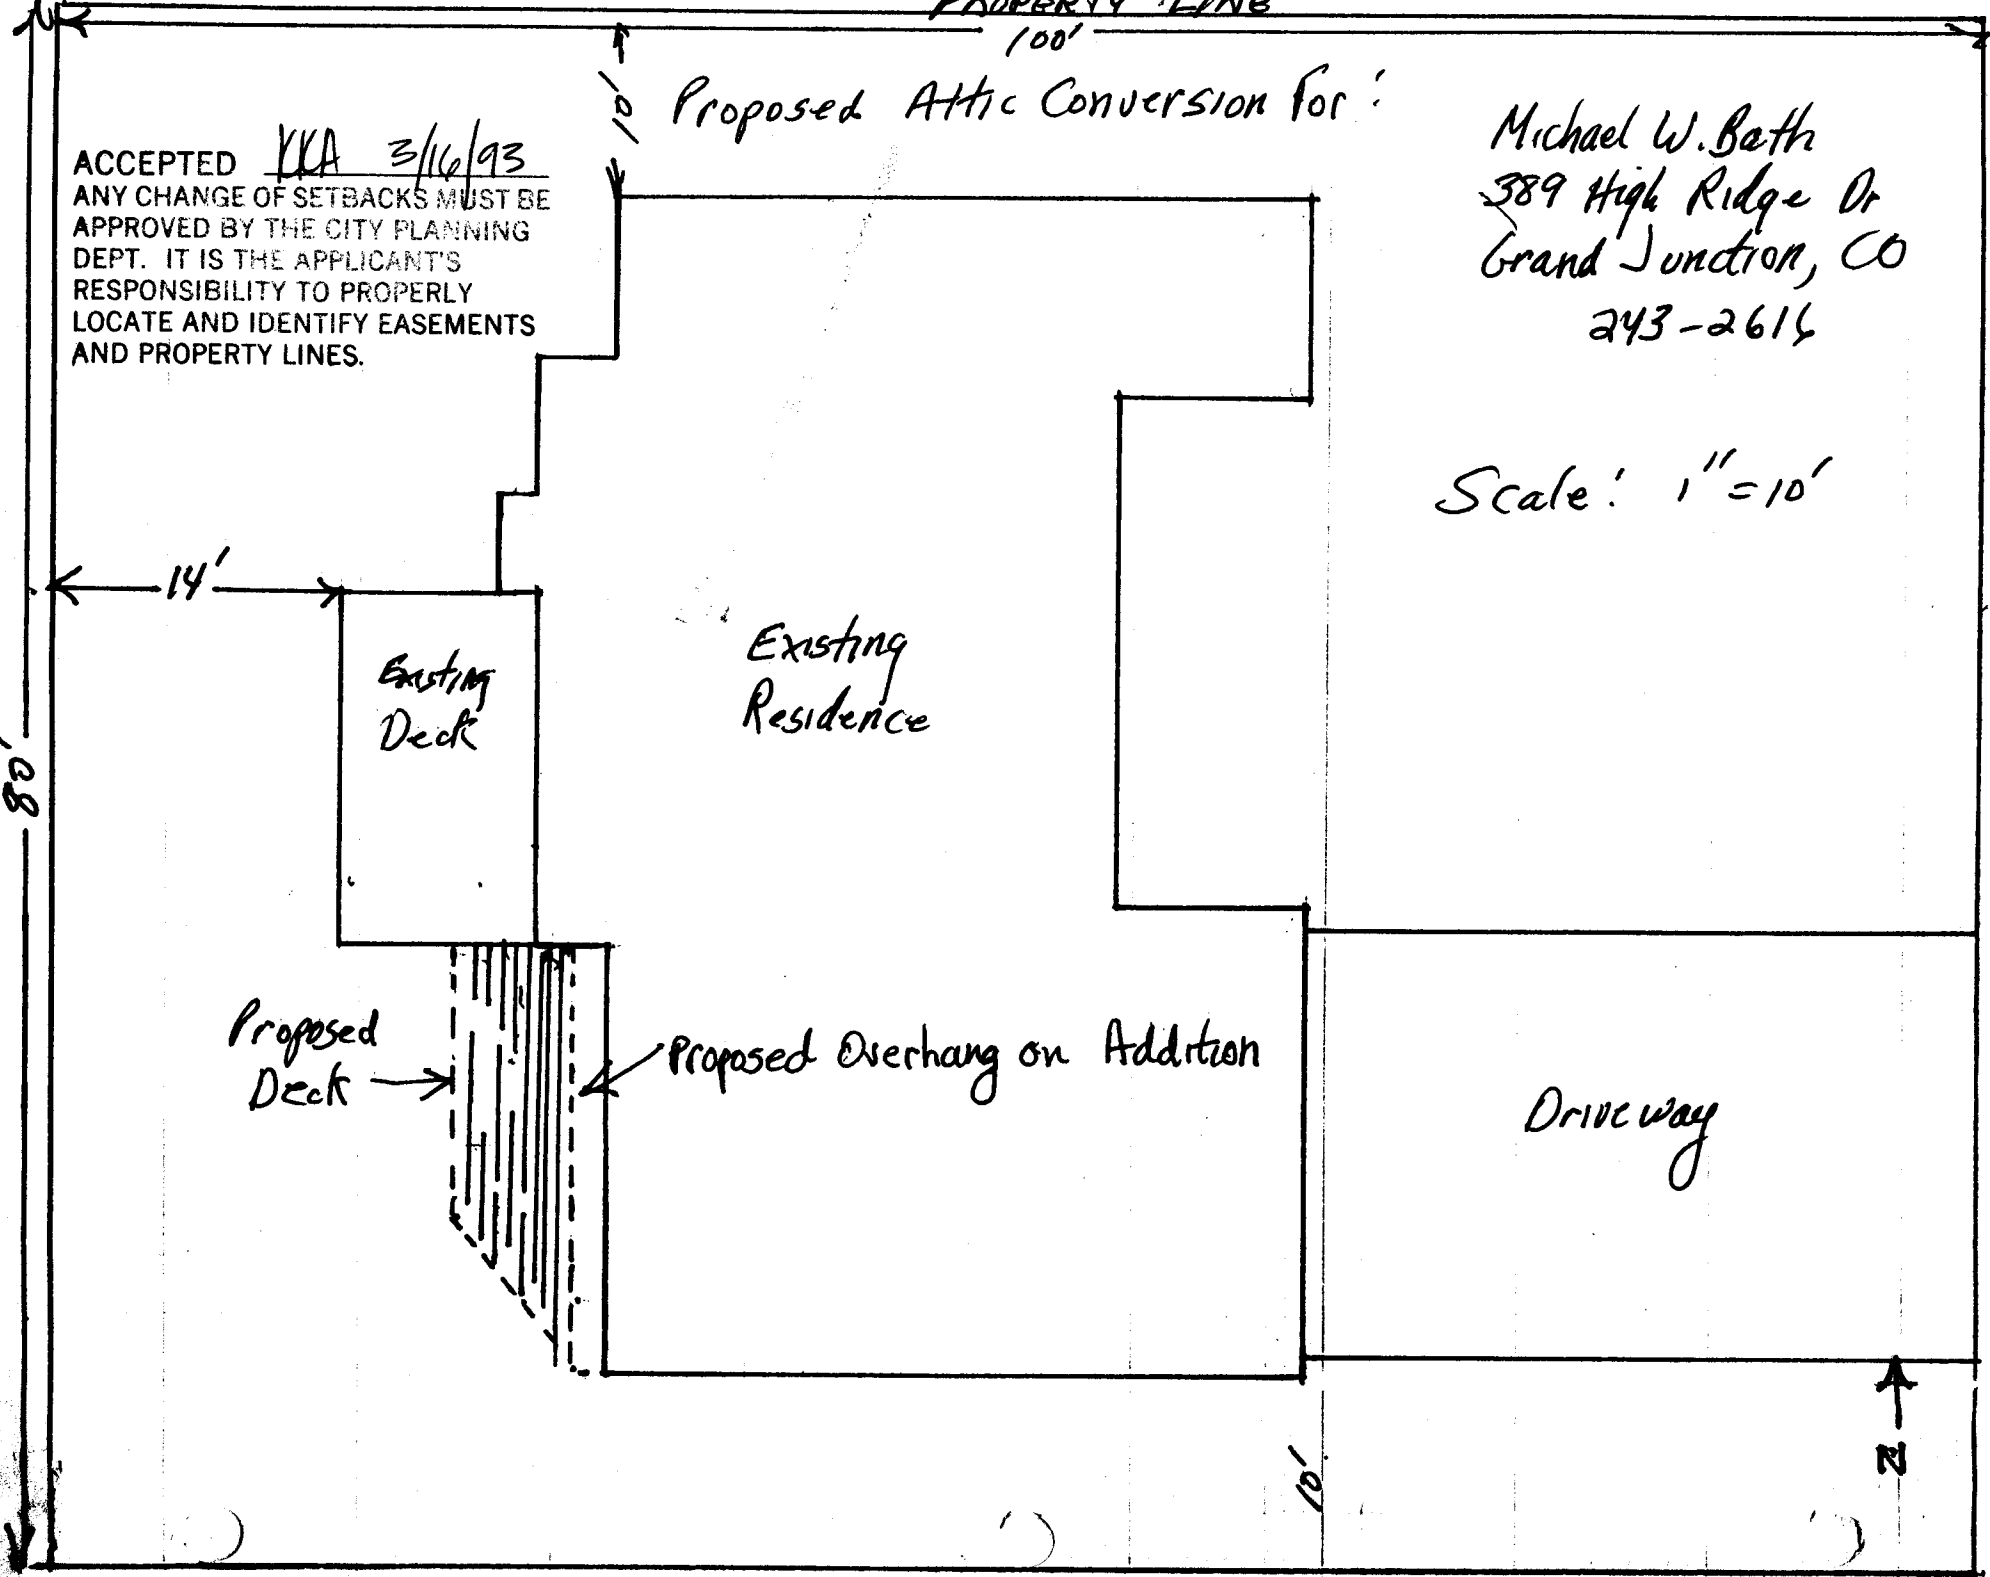 PROPERTY LINE
100'
10'
Proposed Attic Conversion For:
Michael W. Bath
389 High Ridge Dr
Grand Junction, CO
243-2616
ACCEPTED KKA 3/16/93
ANY CHANGE OF SETBACKS MUST BE
APPROVED BY THE CITY PLANNING
DEPT. IT IS THE APPLICANT'S
RESPONSIBILITY TO PROPERLY
LOCATE AND IDENTIFY EASEMENTS
AND PROPERTY LINES.
Scale: 1"=10'
14'
Existing
Deck
Existing
Residence
80'
Proposed
Deck
Proposed Overhang on Addition
Driveway
10'
N